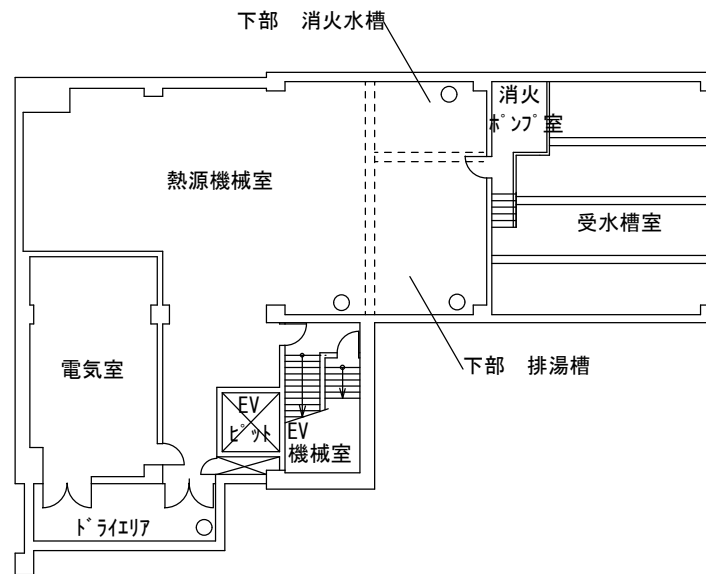 下部　消火水槽
消火
ﾎﾟﾝﾌﾟ室
熱源機械室
受水槽室
電気室
下部　排湯槽
EV
ﾋﾟｯﾄ
EV
機械室
ﾄﾞﾗｲｴﾘｱ